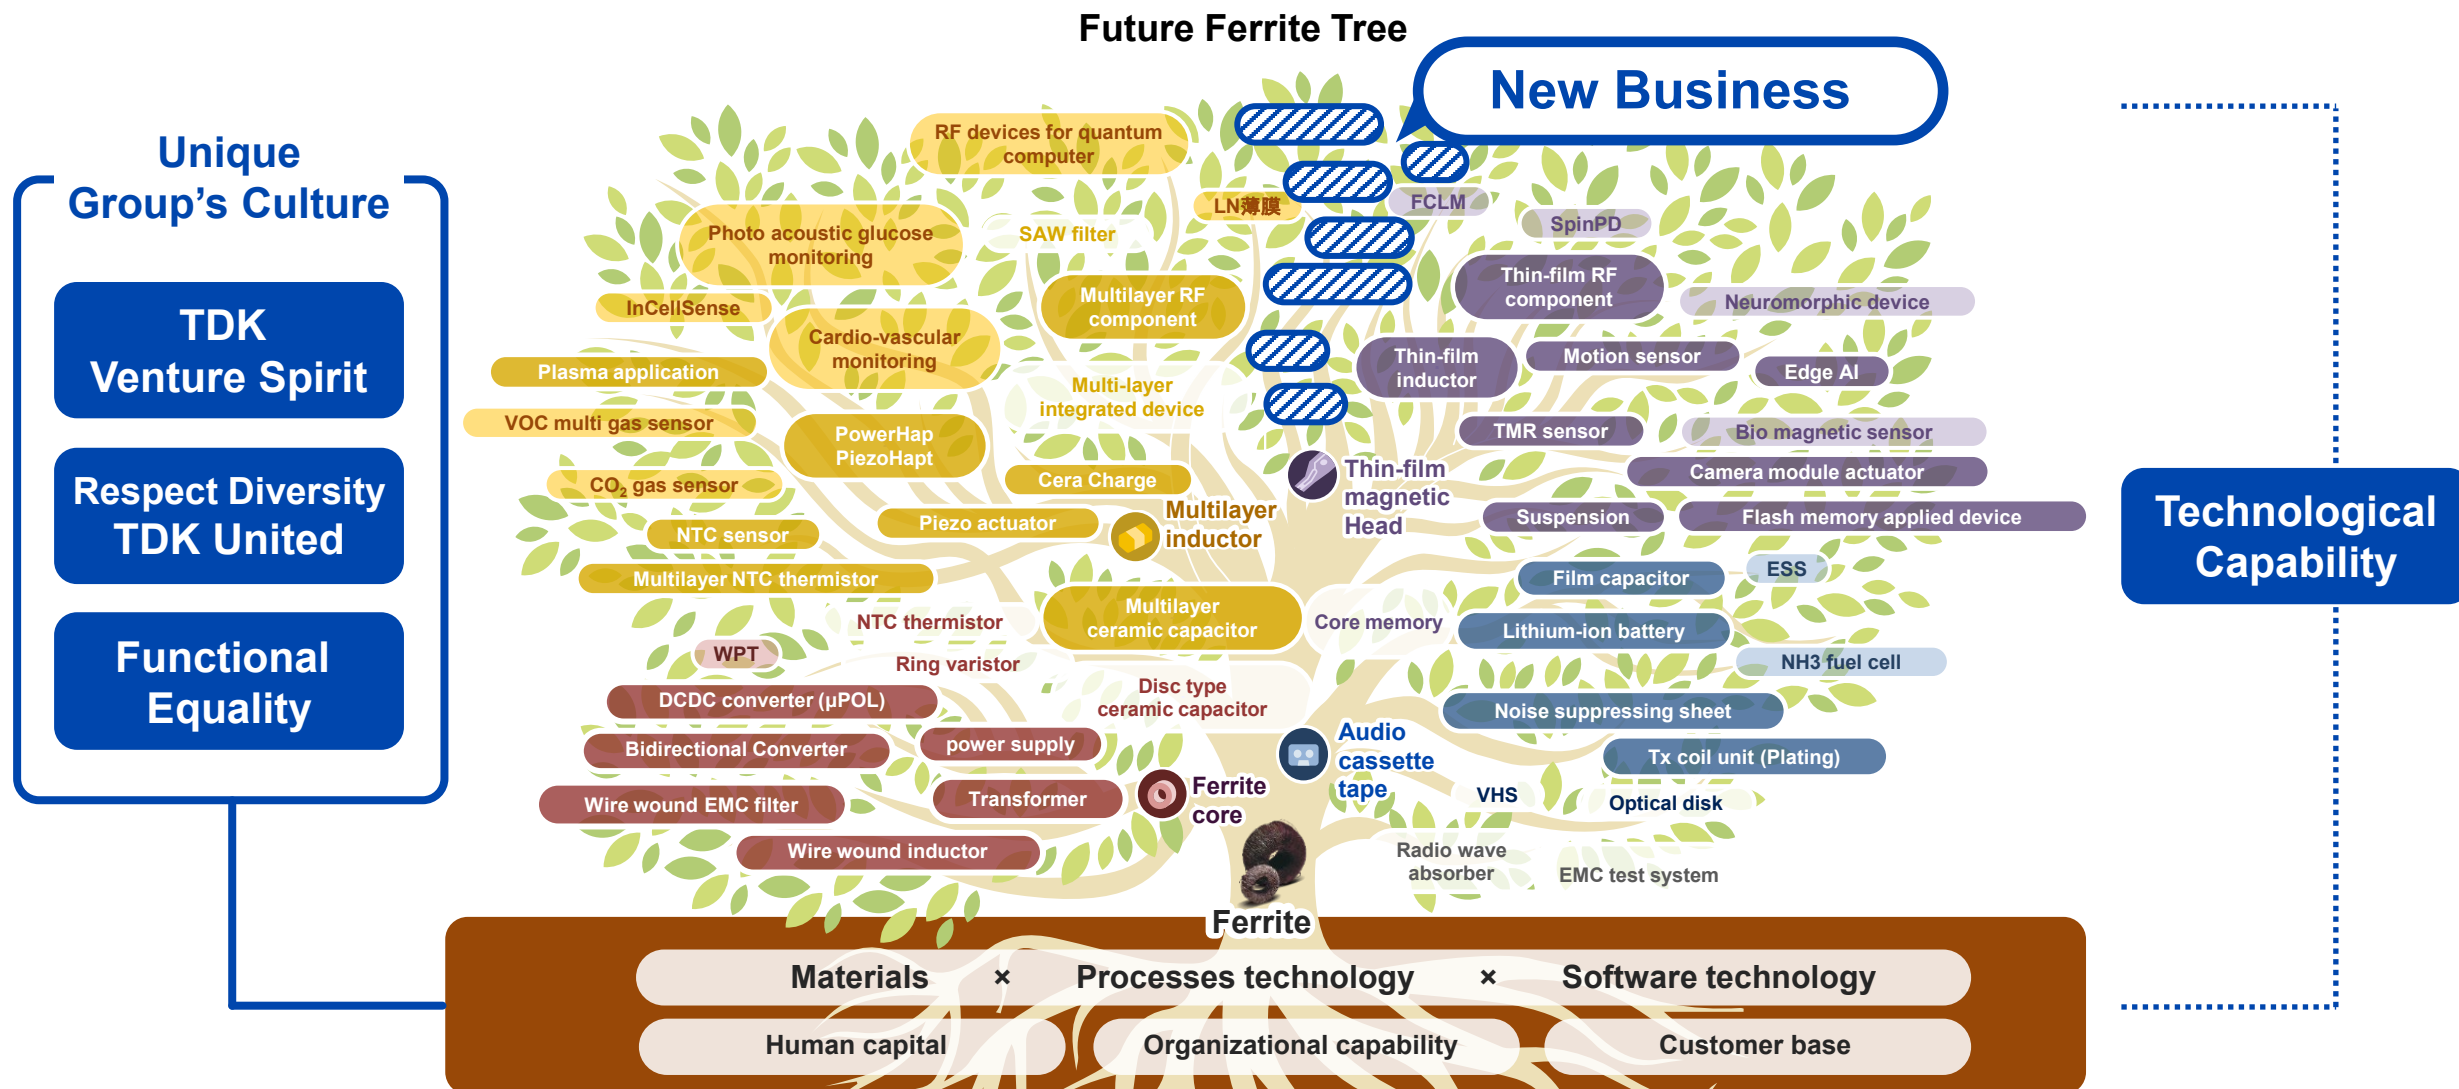 Future Ferrite Tree
New Business
Unique
Group’s Culture
TDK
Venture Spirit
Respect Diversity
TDK United
Functional
Equality
RF devices for quantum
computer
LN薄膜
FCLM
SpinPD
Photo acoustic glucose
monitoring
SAW filter
Thin-film RF
component
Multilayer RF
component
Neuromorphic device
InCellSense
Cardio-vascular
monitoring
Thin-film
inductor
Motion sensor
Edge AI
Plasma application
Multi-layer
integrated device
VOC multi gas sensor
PowerHap
PiezoHapt
TMR sensor
Bio magnetic sensor
CO₂ gas sensor
Cera Charge
Thin-film
magnetic
Head
Camera module actuator
NTC sensor
Piezo actuator
Multilayer
inductor
Suspension
Flash memory applied device
Multilayer NTC thermistor
Film capacitor
ESS
NTC thermistor
Multilayer
ceramic capacitor
Core memory
Lithium-ion battery
WPT
Ring varistor
NH3 fuel cell
DCDC converter (μPOL)
Disc type
ceramic capacitor
Noise suppressing sheet
Bidirectional Converter
power supply
Audio
cassette
tape
Tx coil unit (Plating)
Wire wound EMC filter
Transformer
Ferrite
core
VHS
Optical disk
Wire wound inductor
Radio wave
absorber
EMC test system
Ferrite
Materials × Processes technology × Software technology
Human capital
Organizational capability
Customer base
Technological
Capability